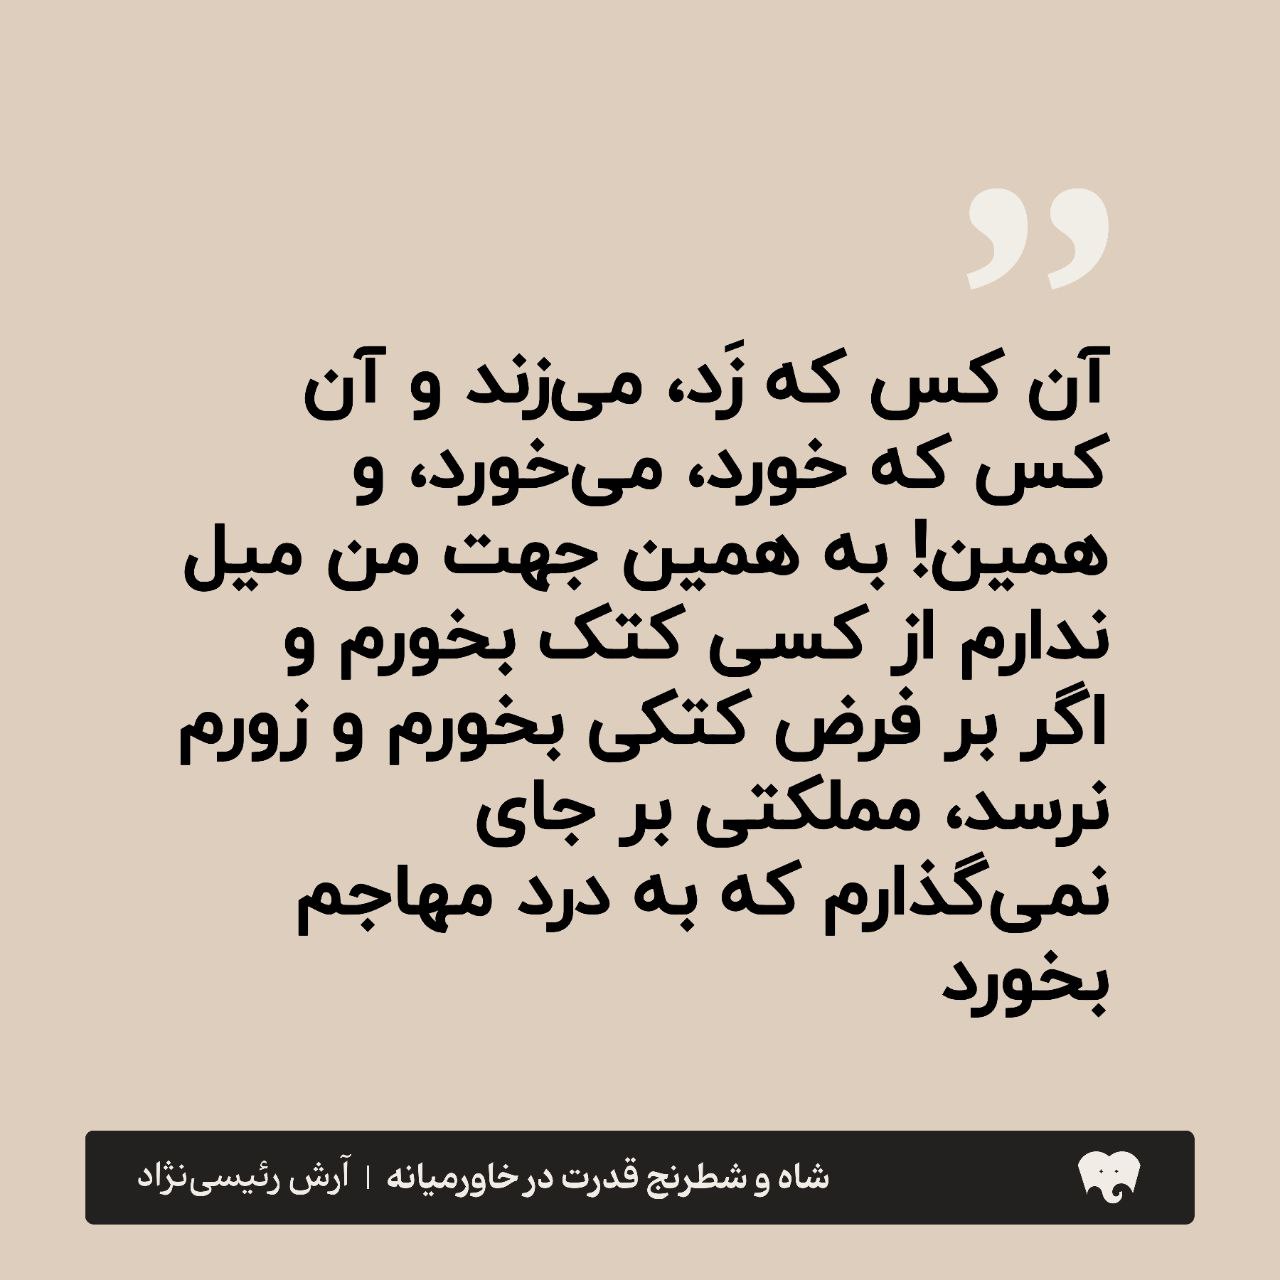 ”
آن کس که زَد، می‌زند و آن
کس که خورد، می‌خورد، و
همین! به همین جهت من میل
ندارم از کسی کتک بخورم و
اگر بر فرض کتکی بخورم و زورم
نرسد، مملکتی بر جای
نمی‌گذارم که به درد مهاجم
بخورد
شاه و شطرنج قدرت در خاورمیانه | آرش رئیسی‌نژاد